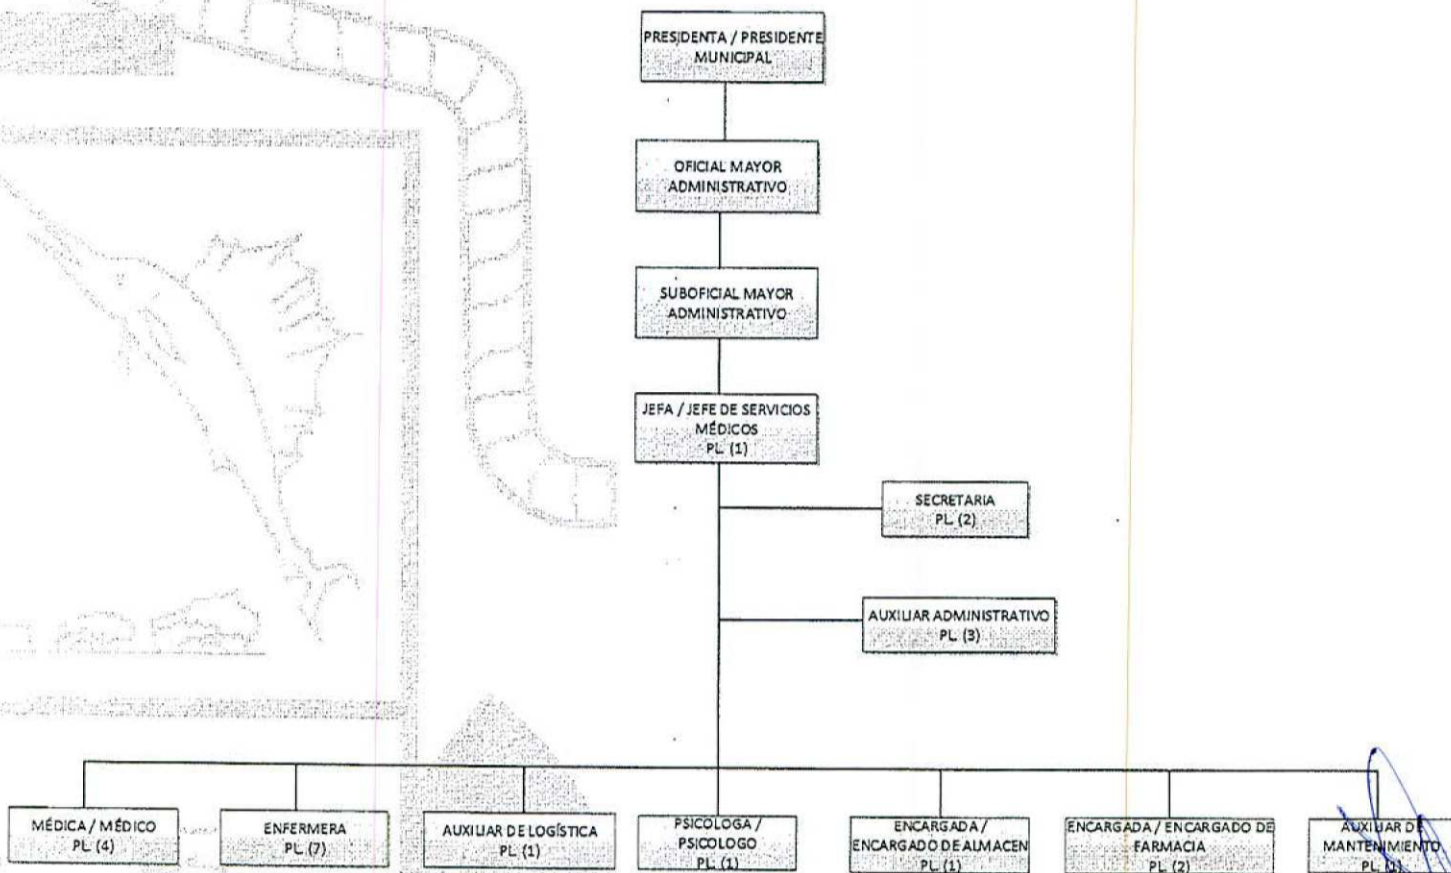 PRESIDENTA / PRESIDENTE
MUNICIPAL
OFICIAL MAYOR
ADMINISTRATIVO
SUBOFICIAL MAYOR
ADMINISTRATIVO
JEFA / JEFE DE SERVICIOS
MÉDICOS
PL. (1)
SECRETARIA
PL. (2)
AUXILIAR ADMINISTRATIVO
PL. (3)
MÉDICA / MÉDICO
PL. (4)
ENFERMERA
PL. (7)
AUXILIAR DE LOGÍSTICA
PL. (1)
PSICOLOGA /
PSICOLOGO
PL. (1)
ENCARGADA /
ENCARGADO DE ALMACEN
PL. (1)
ENCARGADA / ENCARGADO DE
FARMACIA
PL. (2)
AUXILIAR DE
MANTENIMIENTO
PL. (1)